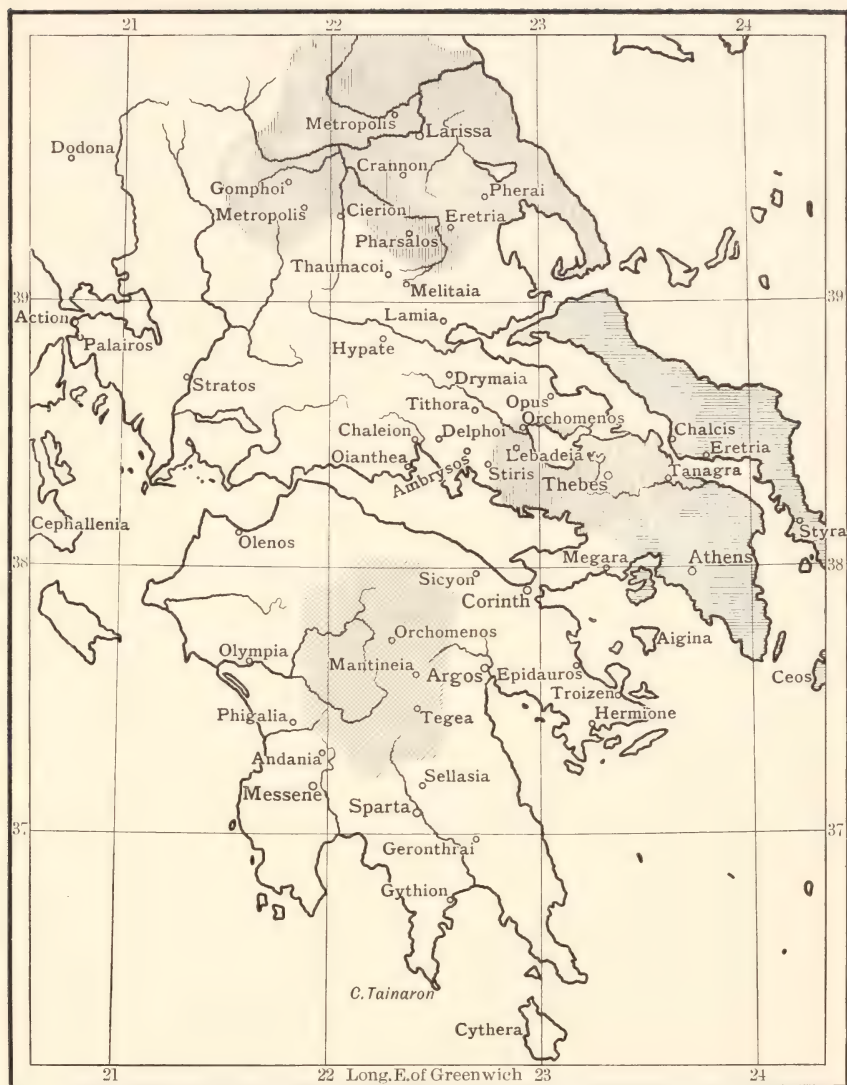 21 22 23 24
Metropolis
Larissa
Dodona
Crannon
Gomphoi
Pherai
Metropolis
Cierion
Eretria
Pharsalos
Thaumacoi
Melitaia
39 39
Action
Lamia
Palairos
Hypate
Stratos
Drymaia
Opus
Tithora
Orchomenos
Chaleion
Delphoi
Chalcis
Lebadeia
Eretria
Oianthea
Ambrysos
Stiris
Thebes
Tanagra
Cephallenia
Styra
Olenos
38 38
Megara
Athens
Sicyon
Corinth
Orchomenos
Aigina
Olympia
Mantineia
Argos
Epidauros
Ceos
Troizen
Phigalia
Tegea
Hermione
Andania
Messene
Sellasia
Sparta
37 37
Geronthrai
Gythion
C. Tainaron
Cythera
21 22 Long. E. of Greenwich 23 24